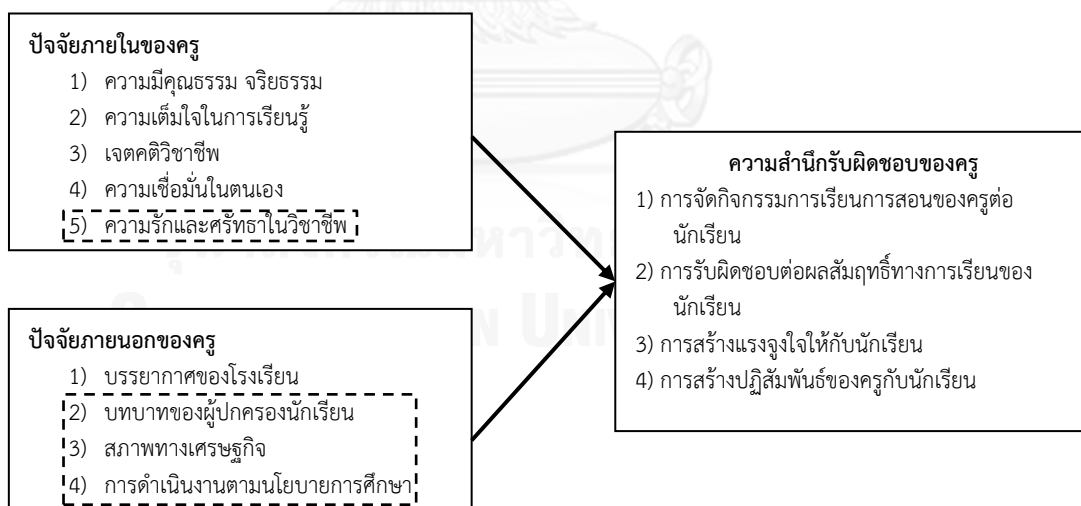 ปัจจัยภายในของครู
1) ความมีคุณธรรม จริยธรรม
2) ความเต็มใจในการเรียนรู้
3) เจตคติวิชาชีพ
4) ความเชื่อมั่นในตนเอง
5) ความรักและศรัทธาในวิชาชีพ
ปัจจัยภายนอกของครู
1) บรรยากาศของโรงเรียน
2) บทบาทของผู้ปกครองนักเรียน
3) สภาพทางเศรษฐกิจ
4) การดำเนินงานตามนโยบายการศึกษา
ความสำนึกรับผิดชอบของครู
1) การจัดกิจกรรมการเรียนการสอนของครูต่อ
นักเรียน
2) การรับผิดชอบต่อผลสัมฤทธิ์ทางการเรียนของ
นักเรียน
3) การสร้างแรงจูงใจให้กับนักเรียน
4) การสร้างปฏิสัมพันธ์ของครูกับนักเรียน